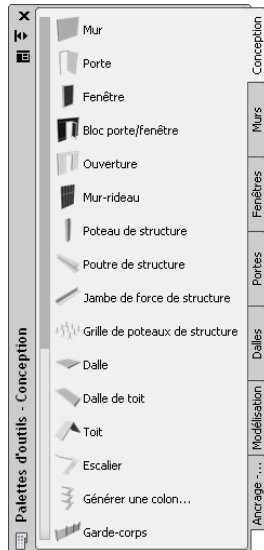 Palettes d'outils - Conception
Mur
Porte
Fenêtre
Bloc porte/fenêtre
Ouverture
Mur-rideau
Poteau de structure
Poutre de structure
Jambe de force de structure
Grille de poteaux de structure
Dalle
Dalle de toit
Toit
Escalier
Générer une colon...
Garde-corps
Conception
Murs
Fenêtres
Portes
Dalles
Modélisation
Ancrage -...